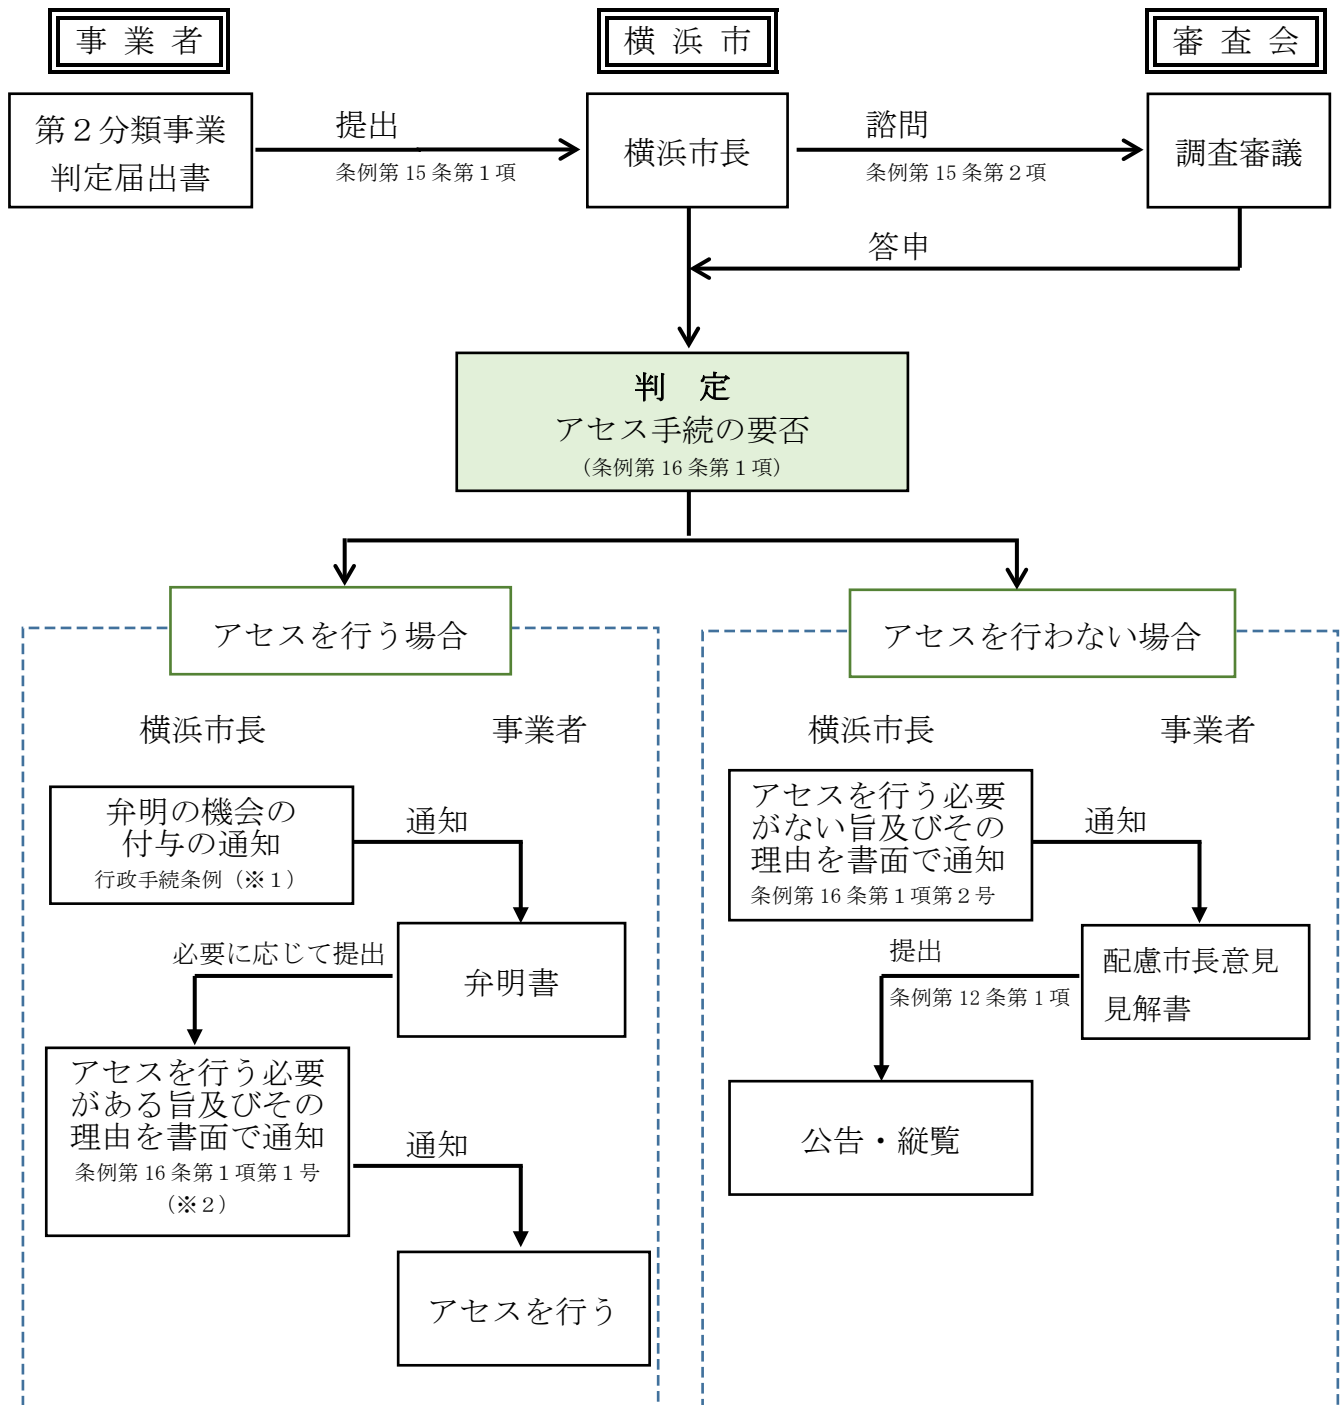 事 業 者
横 浜 市
審 査 会
第２分類事業
判定届出書
提出
条例第 15 条第１項
横浜市長
諮問
条例第 15 条第２項
調査審議
答申
判　定
アセス手続の要否
（条例第 16 条第１項）
アセスを行う場合
横浜市長
事業者
弁明の機会の
付与の通知
行政手続条例（※１）
通知
必要に応じて提出
弁明書
アセスを行う必要
がある旨及びその
理由を書面で通知
条例第 16 条第１項第１号
（※２）
通知
アセスを行う
アセスを行わない場合
横浜市長
事業者
アセスを行う必要
がない旨及びその
理由を書面で通知
条例第 16 条第１項第２号
通知
提出
条例第 12 条第１項
配慮市長意見
見解書
公告・縦覧